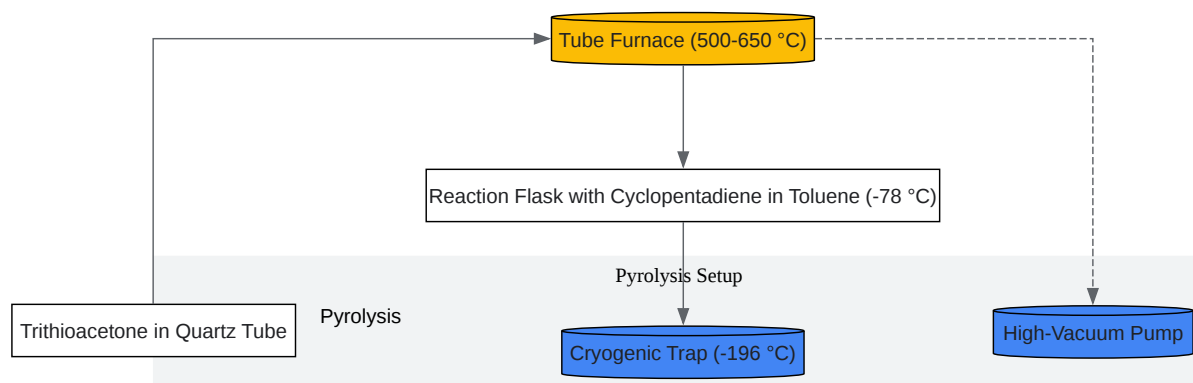 Tube Furnace (500-650 °C)
Reaction Flask with Cyclopentadiene in Toluene (-78 °C)
Pyrolysis Setup
Trithioacetone in Quartz Tube
Pyrolysis
Cryogenic Trap (-196 °C)
High-Vacuum Pump